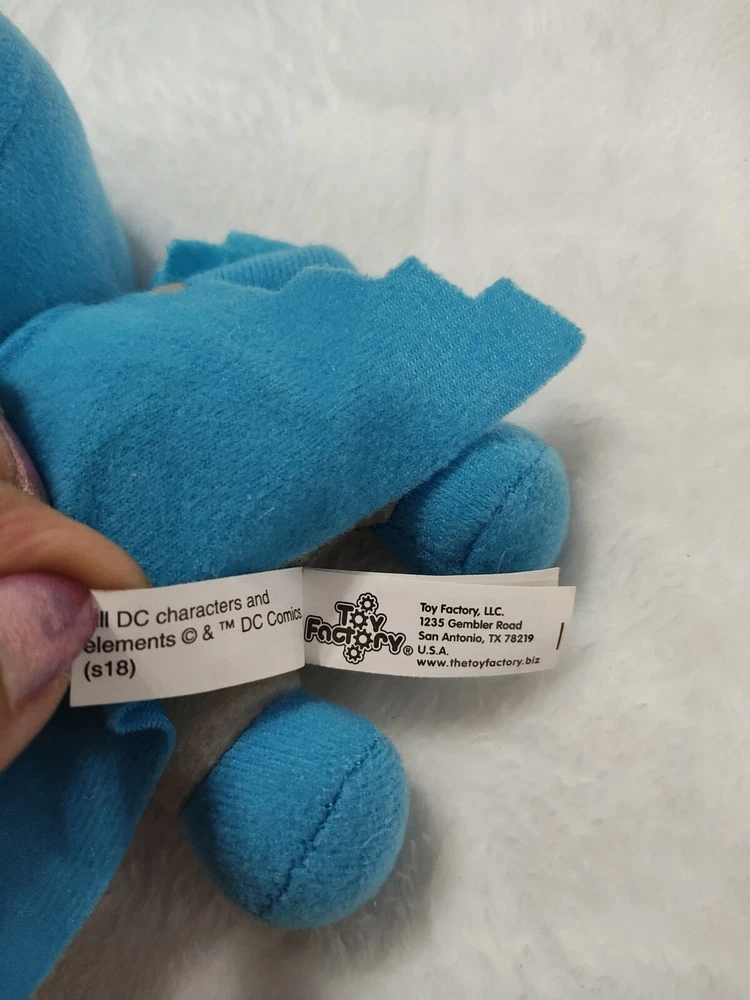 ll DC characters and
elements © & ™ DC Comics
(s18)
Toy
Factory®
Toy Factory, LLC.
1235 Gembler Road
San Antonio, TX 78219
U.S.A.
www.thetoyfactory.biz